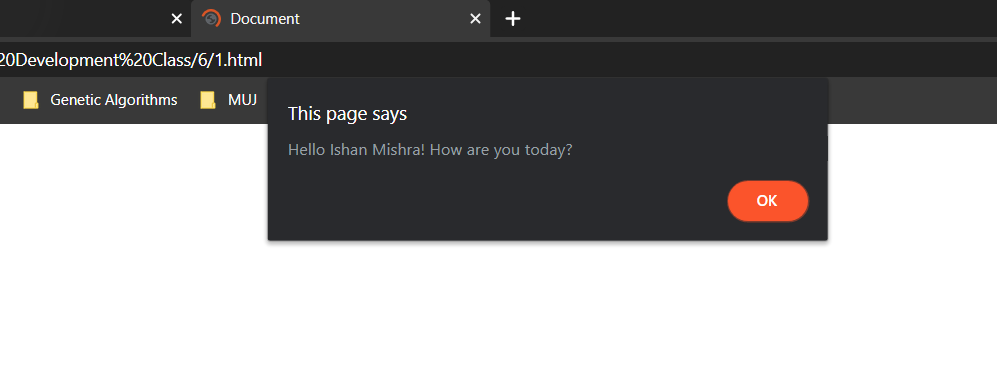 Document
20Development%20Class/6/1.html
Genetic Algorithms
MUJ
This page says
Hello Ishan Mishra! How are you today?
OK